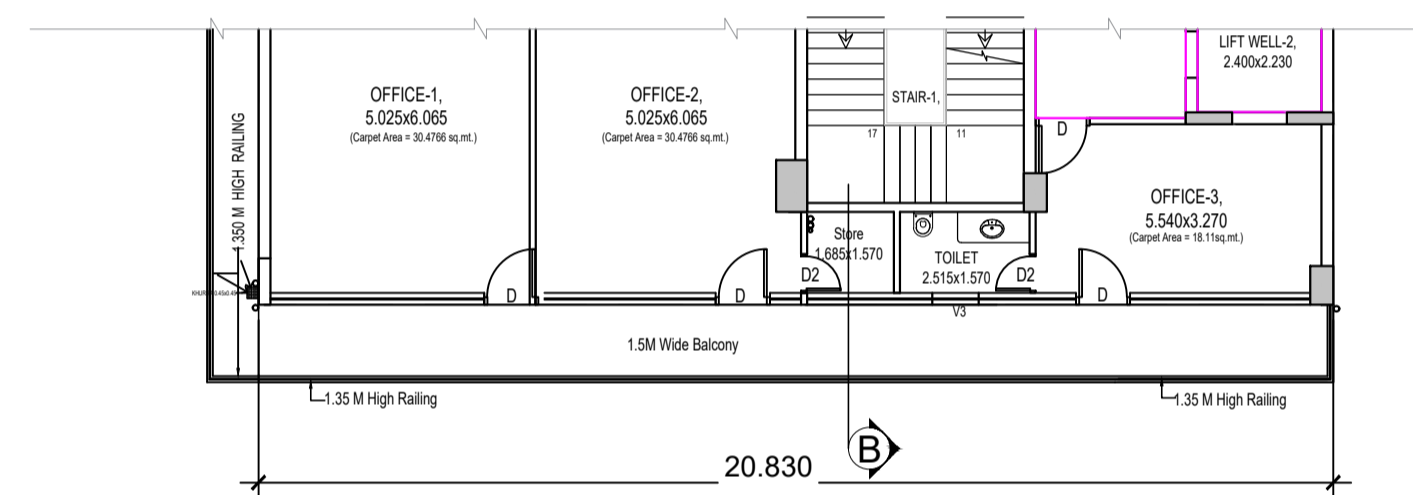 OFFICE-1,
5.025x6.065
(Carpet Area = 30.4766 sq.mt.)
OFFICE-2,
5.025x6.065
(Carpet Area = 30.4766 sq.mt.)
STAIR-1,
17
11
LIFT WELL-2,
2.400x2.230
D
OFFICE-3,
5.540x3.270
(Carpet Area = 18.11sq.mt.)
1.350 M HIGH RAILING
Store
1.685x1.570
TOILET
2.515x1.570
D2
D2
D
D
D
V3
1.5M Wide Balcony
1.35 M High Railing
1.35 M High Railing
B
20.830